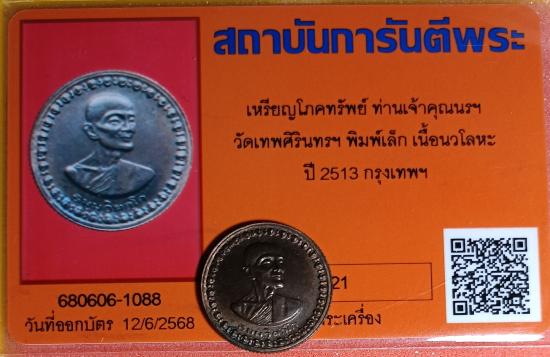 สถาบันการันตีพระ
เหรียญโภคทรัพย์ ท่านเจ้าคุณนรฯ
วัดเทพศิรินทรฯ พิมพ์เล็ก เนื้อนวโลหะ
ปี 2513 กรุงเทพฯ
21
680606-1088
วันที่ออกบัตร 12/6/2568
ระเครื่อง